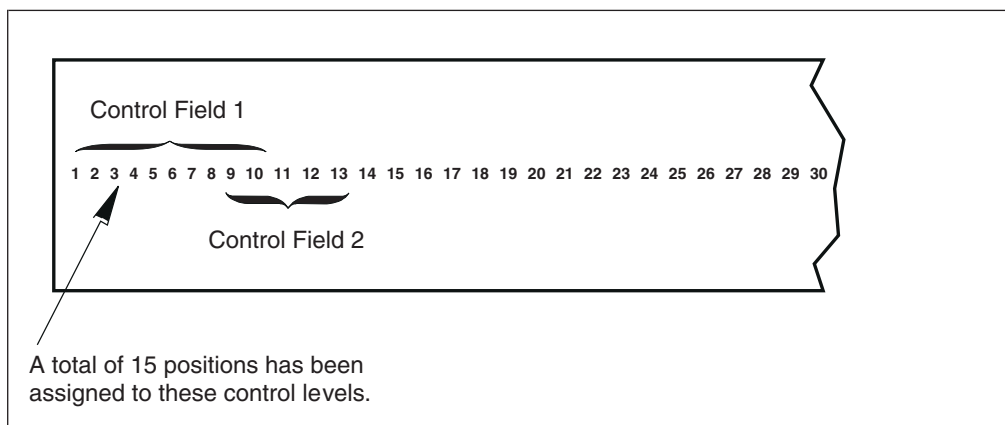 Control Field 1
1 2 3 4 5 6 7 8 9 10 11 12 13 14 15 16 17 18 19 20 21 22 23 24 25 26 27 28 29 30
Control Field 2
A total of 15 positions has been
assigned to these control levels.